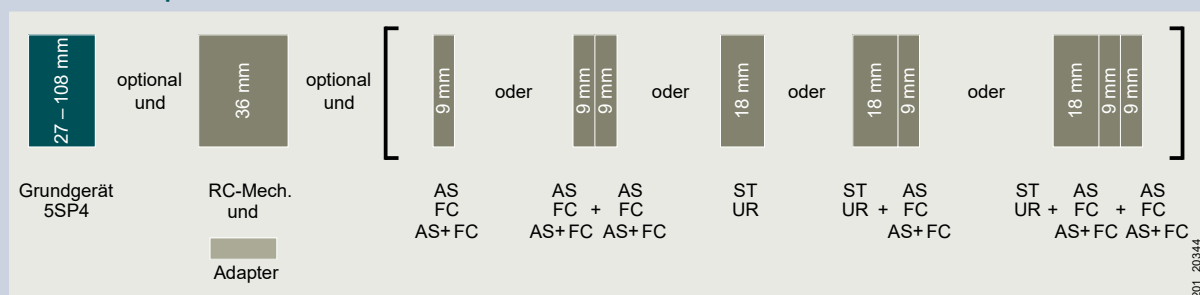 27 – 108 mm
optional
und
36 mm
optional
und
9 mm
oder
9 mm
9 mm
oder
18 mm
oder
18 mm
9 mm
oder
18 mm
9 mm
9 mm
Grundgerät
5SP4
RC-Mech.
und
Adapter
AS
FC
AS+FC
AS AS
FC + FC
AS+FC AS+FC
ST
UR
ST AS
UR + FC
AS+FC
ST AS AS
UR + FC + FC
AS+FC AS+FC
201_20344